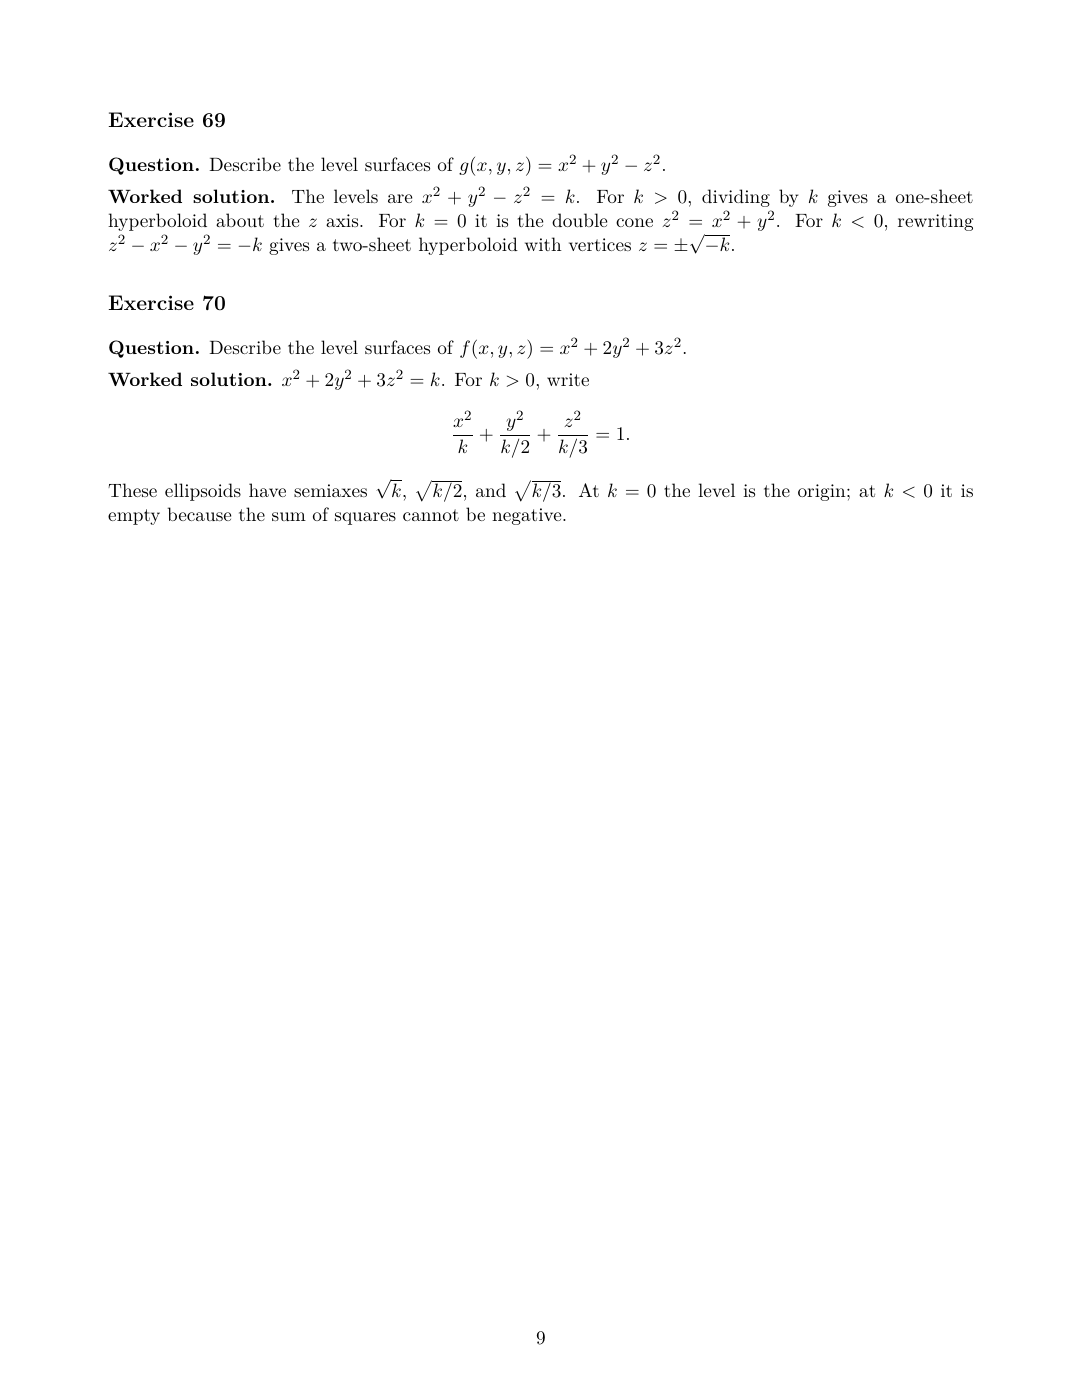 Exercise 69
Question. Describe the level surfaces of g(x, y, z) = x² + y² − z².
Worked solution. The levels are x² + y² − z² = k. For k > 0, dividing by k gives a one-sheet
hyperboloid about the z axis. For k = 0 it is the double cone z² = x² + y². For k < 0, rewriting
z² − x² − y² = −k gives a two-sheet hyperboloid with vertices z = ±√−k.
Exercise 70
Question. Describe the level surfaces of f(x, y, z) = x² + 2y² + 3z².
Worked solution. x² + 2y² + 3z² = k. For k > 0, write
x²/k + y²/(k/2) + z²/(k/3) = 1.
These ellipsoids have semiaxes √k, √(k/2), and √(k/3). At k = 0 the level is the origin; at k < 0 it is
empty because the sum of squares cannot be negative.
9